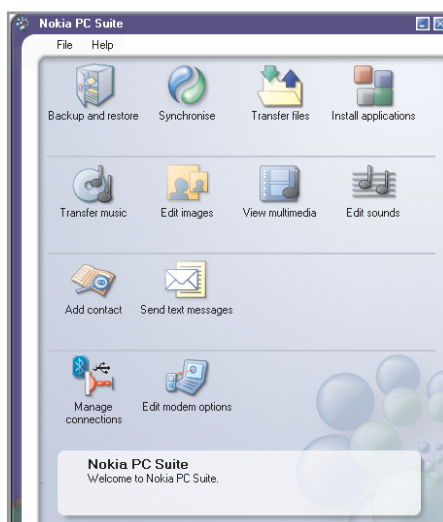 Nokia PC Suite
File Help
Backup and restore Synchronise Transfer files Install applications
Transfer music Edit images View multimedia Edit sounds
Add contact Send text messages
Manage connections Edit modem options
Nokia PC Suite
Welcome to Nokia PC Suite.